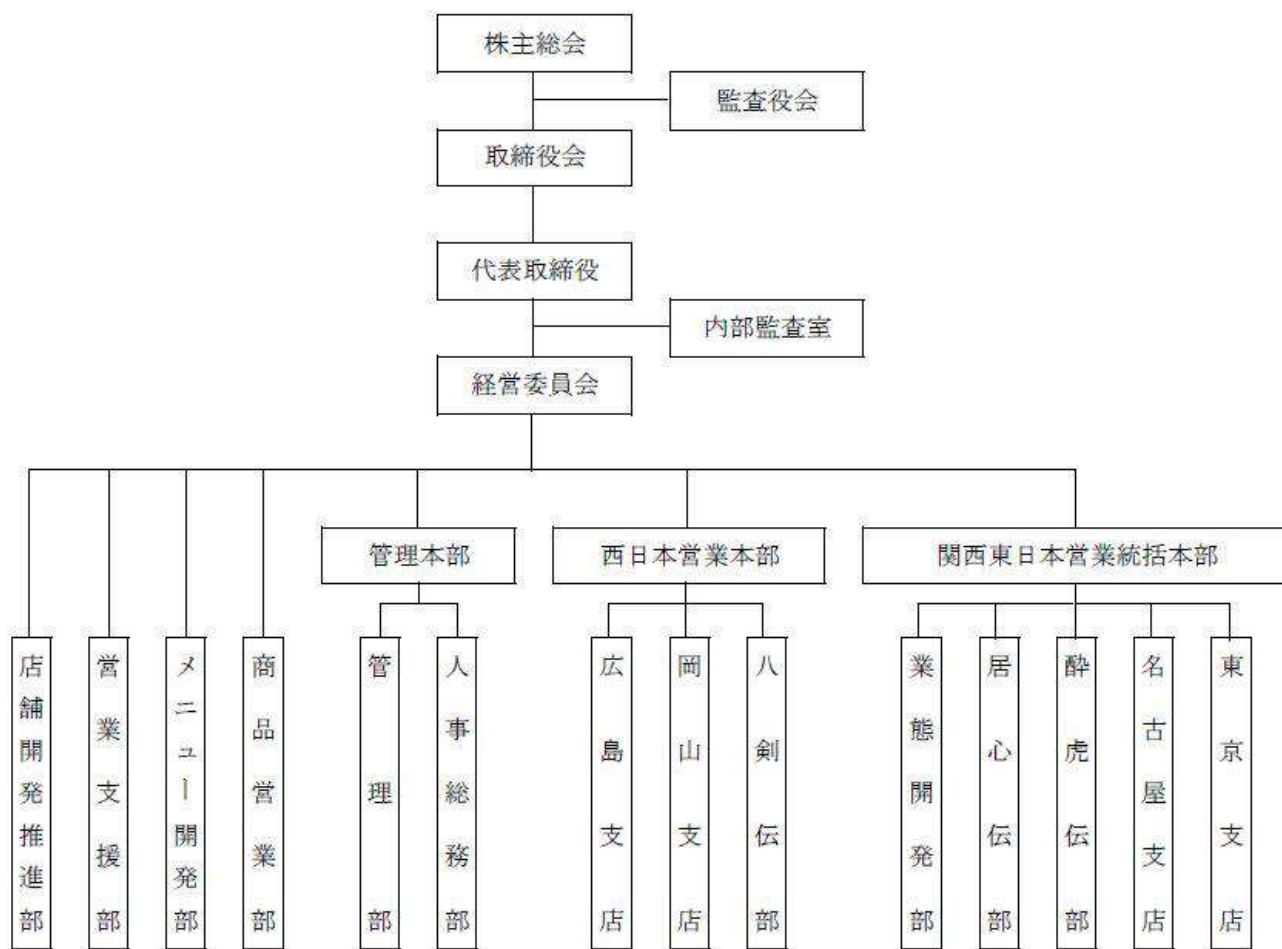 株主総会
監査役会
取締役会
代表取締役
内部監査室
経営委員会
管理本部
西日本営業本部
関西東日本営業統括本部
店舗開発推進部
営業支援部
メニュー開発部
商品営業部
管理部
人事総務部
広島支店
岡山支店
八剣伝部
業態開発部
居心伝部
酔虎伝部
名古屋支店
東京支店